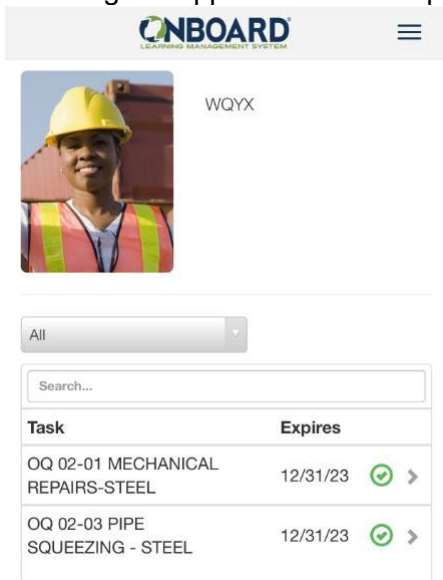 ONBOARD
LEARNING MANAGEMENT SYSTEM
WQYX
All
Search...
Task Expires
OQ 02-01 MECHANICAL
REPAIRS-STEEL 12/31/23
OQ 02-03 PIPE
SQUEEZING - STEEL 12/31/23